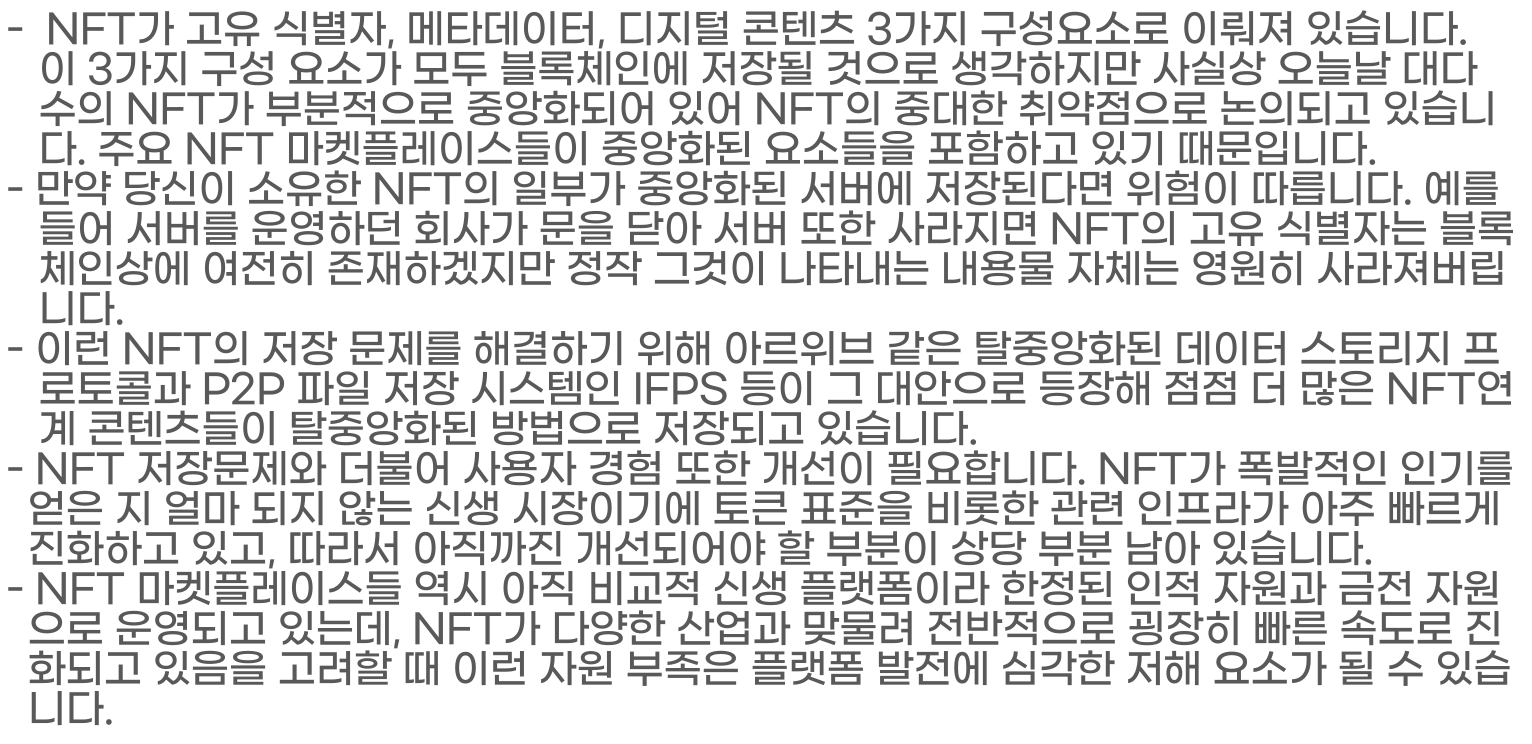 - NFT가 고유 식별자, 메타데이터, 디지털 콘텐츠 3가지 구성요소로 이뤄져 있습니다.
이 3가지 구성 요소가 모두 블록체인에 저장될 것으로 생각하지만 사실상 오늘날 대다
수의 NFT가 부분적으로 중앙화되어 있어 NFT의 중대한 취약점으로 논의되고 있습니
다. 주요 NFT 마켓플레이스들이 중앙화된 요소들을 포함하고 있기 때문입니다.
- 만약 당신이 소유한 NFT의 일부가 중앙화된 서버에 저장된다면 위험이 따릅니다. 예를
들어 서버를 운영하던 회사가 문을 닫아 서버 또한 사라지면 NFT의 고유 식별자는 블록
체인상에 여전히 존재하겠지만 정작 그것이 나타내는 내용물 자체는 영원히 사라져버립
니다.
- 이런 NFT의 저장 문제를 해결하기 위해 아르위브 같은 탈중앙화된 데이터 스토리지 프
로토콜과 P2P 파일 저장 시스템인 IFPS 등이 그 대안으로 등장해 점점 더 많은 NFT연
계 콘텐츠들이 탈중앙화된 방법으로 저장되고 있습니다.
- NFT 저장문제와 더불어 사용자 경험 또한 개선이 필요합니다. NFT가 폭발적인 인기를
얻은 지 얼마 되지 않는 신생 시장이기에 토큰 표준을 비롯한 관련 인프라가 아주 빠르게
진화하고 있고, 따라서 아직까진 개선되어야 할 부분이 상당 부분 남아 있습니다.
- NFT 마켓플레이스들 역시 아직 비교적 신생 플랫폼이라 한정된 인적 자원과 금전 자원
으로 운영되고 있는데, NFT가 다양한 산업과 맞물려 전반적으로 굉장히 빠른 속도로 진
화되고 있음을 고려할 때 이런 자원 부족은 플랫폼 발전에 심각한 저해 요소가 될 수 있습
니다.